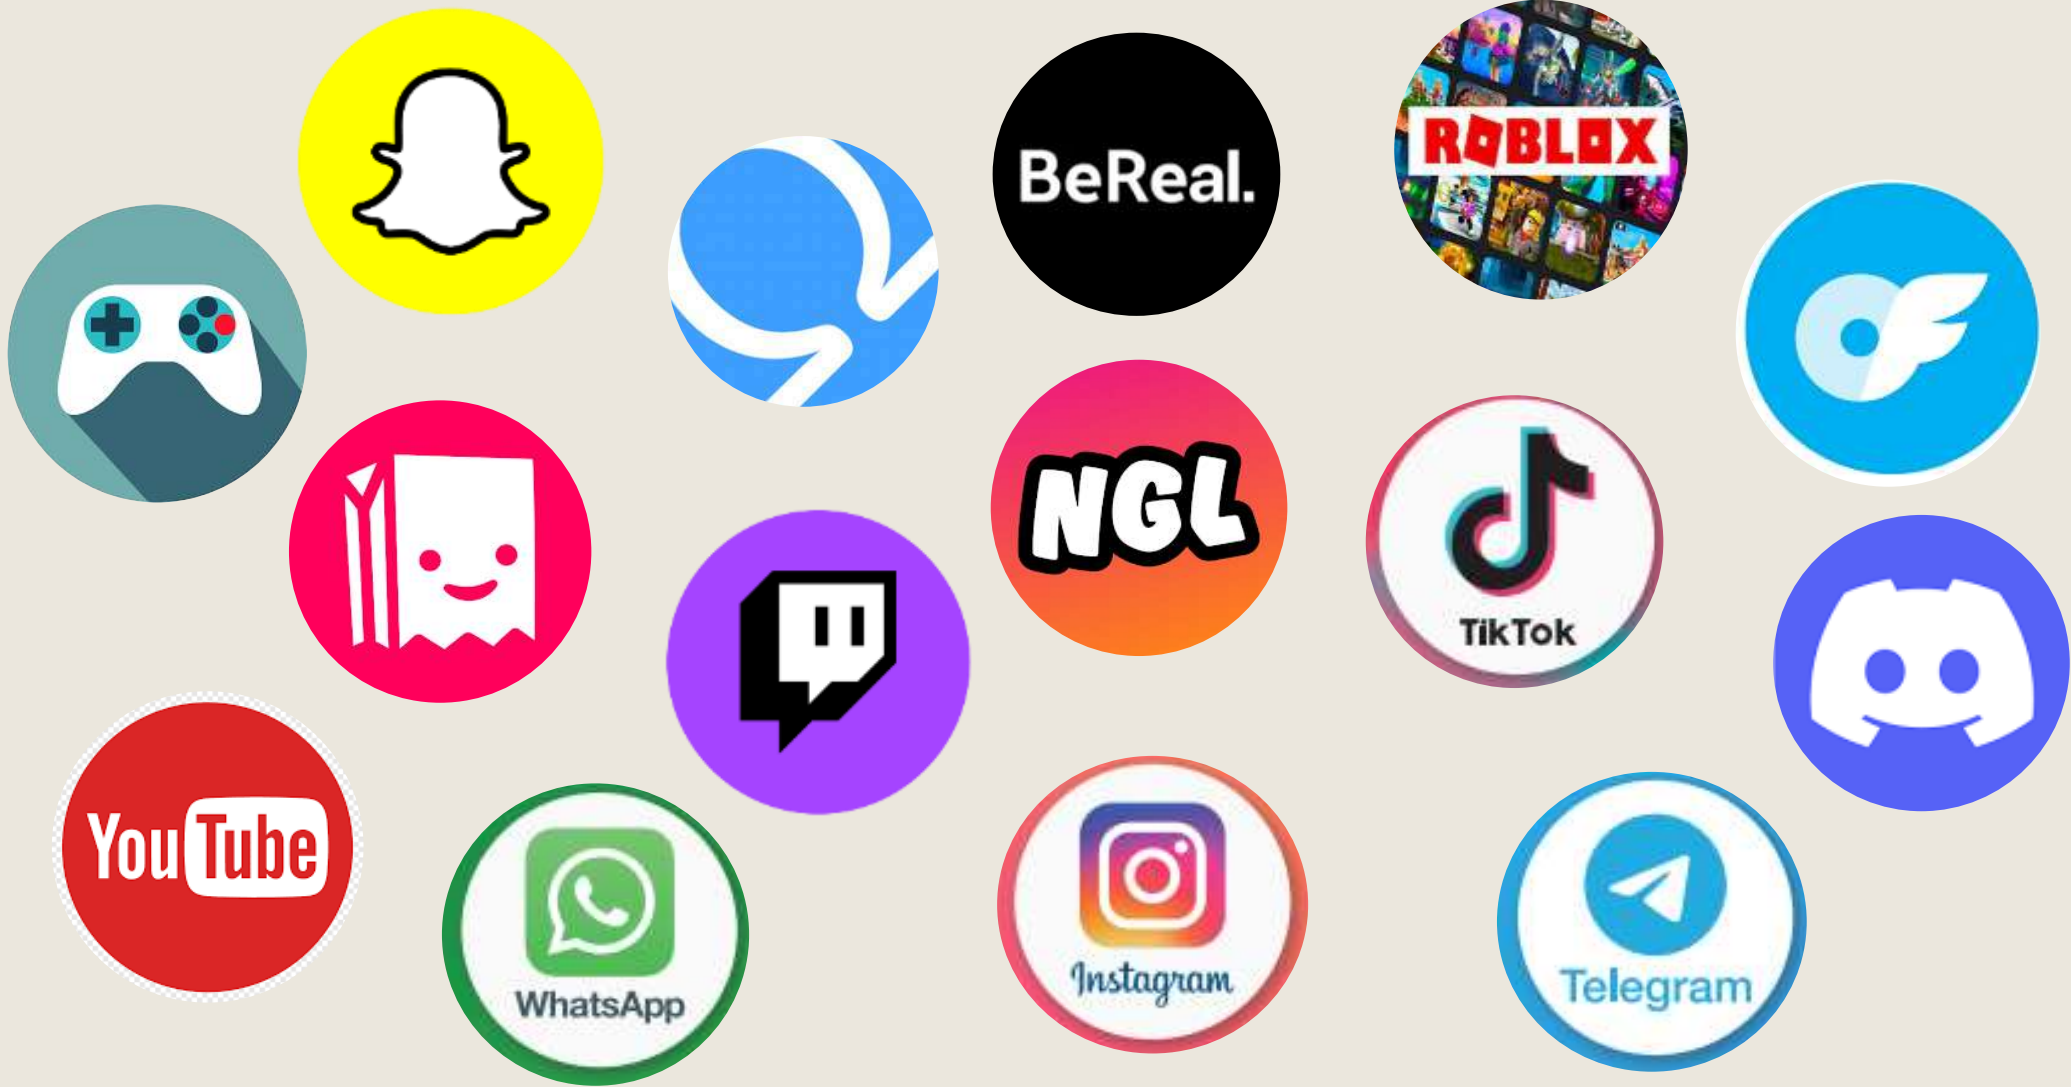 BeReal.
ROBLOX
NGL
TikTok
YouTube
WhatsApp
Instagram
Telegram